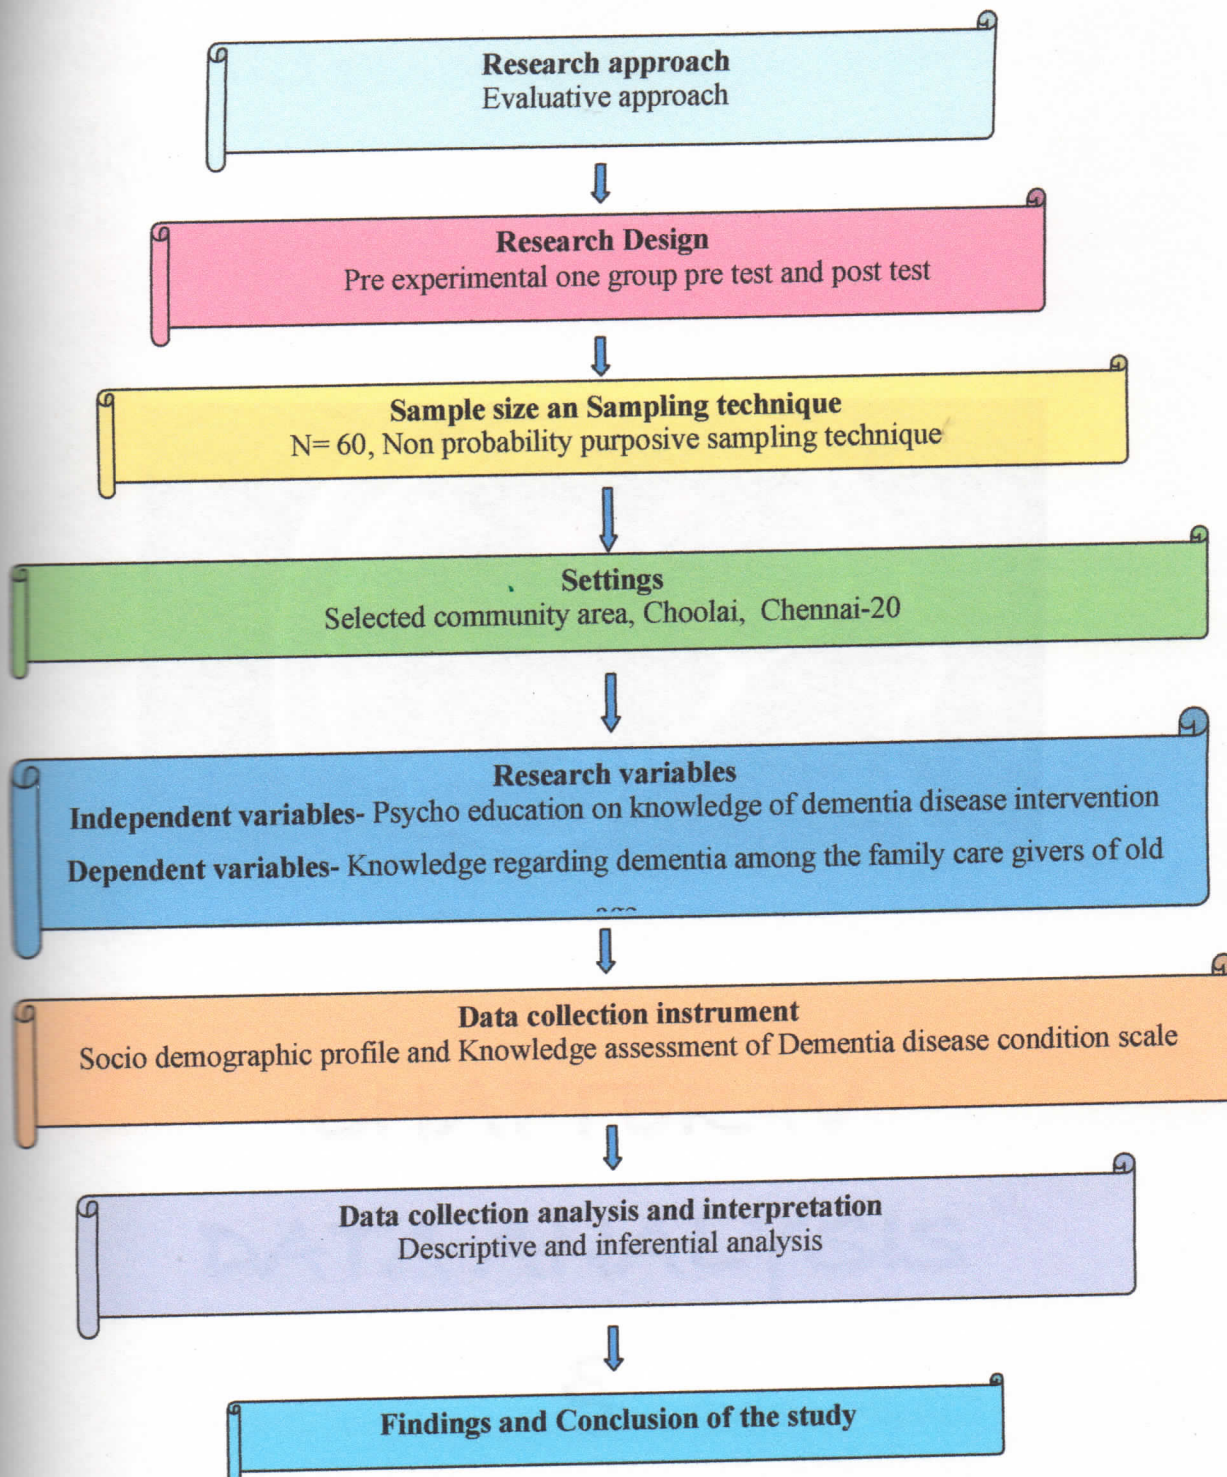 Research approach
Evaluative approach
Research Design
Pre experimental one group pre test and post test
Sample size an Sampling technique
N= 60, Non probability purposive sampling technique
Settings
Selected community area, Choolai, Chennai-20
Research variables
Independent variables- Psycho education on knowledge of dementia disease intervention
Dependent variables- Knowledge regarding dementia among the family care givers of old
Data collection instrument
Socio demographic profile and Knowledge assessment of Dementia disease condition scale
Data collection analysis and interpretation
Descriptive and inferential analysis
Findings and Conclusion of the study